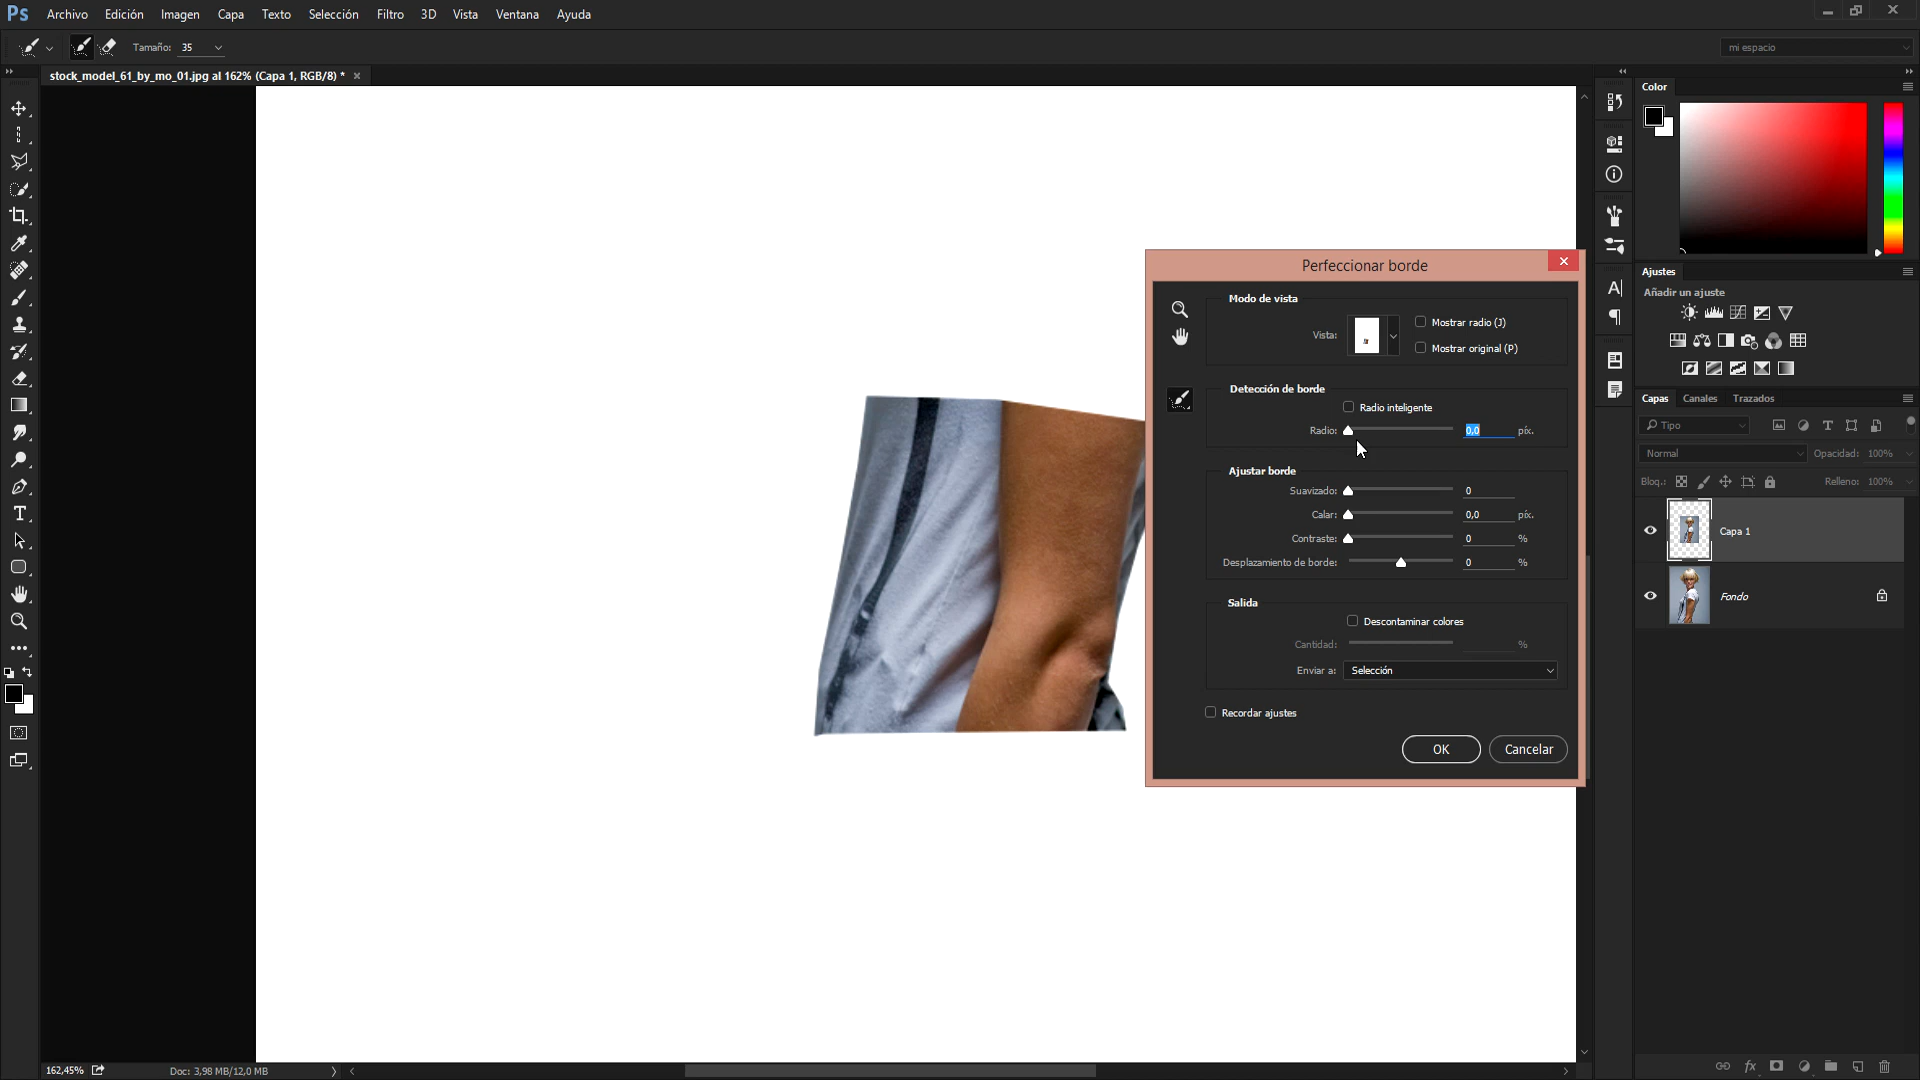 Ps Archivo Edición Imagen Capa Texto Selección Filtro 3D Vista Ventana Ayuda
Tamaño: 35
mi espacio
stock_model_61_by_mo_01.jpg al 162% (Capa 1, RGB/8) * ×
Color
Ajustes
Añadir un ajuste
Capas Canales Trazados
Tipo
Normal Opacidad: 100%
Bloq.: Relleno: 100%
Capa 1
Fondo
Perfeccionar borde
Modo de vista
Vista:
Mostrar radio (J)
Mostrar original (P)
Detección de borde
Radio inteligente
Radio: 0,0 píx.
Ajustar borde
Suavizado: 0
Calar: 0,0 píx.
Contraste: 0 %
Desplazamiento de borde: 0 %
Salida
Descontaminar colores
Cantidad: %
Enviar a: Selección
Recordar ajustes
OK Cancelar
162,45% Doc: 3,98 MB/12,0 MB